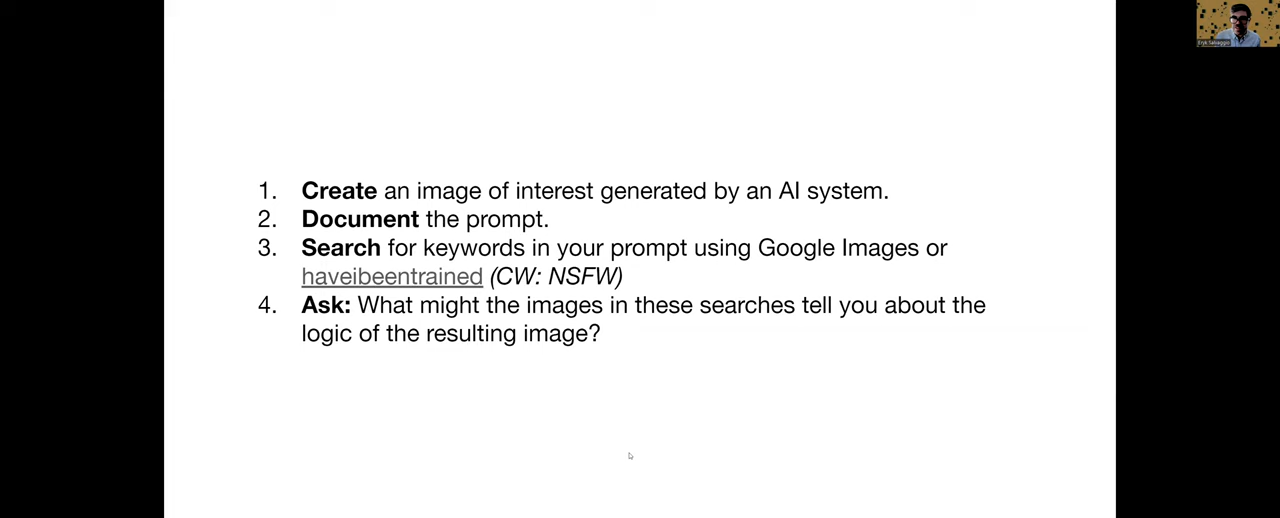 1. Create an image of interest generated by an AI system.
2. Document the prompt.
3. Search for keywords in your prompt using Google Images or
haveibeentrained (CW: NSFW)
4. Ask: What might the images in these searches tell you about the
logic of the resulting image?
Eryk Salvaggio